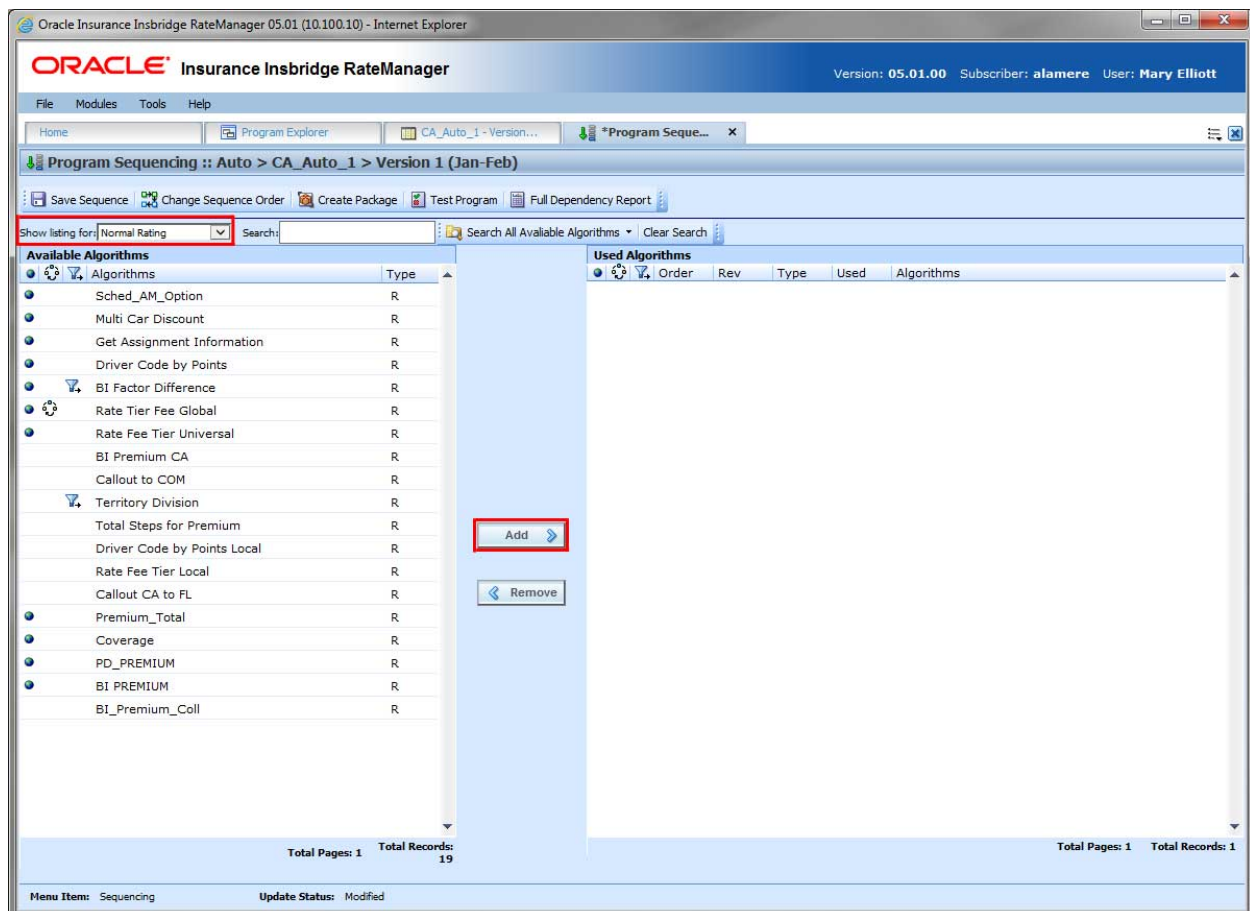 Oracle Insurance Insbridge RateManager 05.01 (10.100.10) - Internet Explorer
ORACLE Insurance Insbridge RateManager
Version: 05.01.00 Subscriber: alamere User: Mary Elliott
File Modules Tools Help
Home Program Explorer CA_Auto_1 - Version... *Program Seque... X
Program Sequencing :: Auto > CA_Auto_1 > Version 1 (Jan-Feb)
Save Sequence Change Sequence Order Create Package Test Program Full Dependency Report
Show listing for: Normal Rating Search: Search All Avaliable Algorithms Clear Search
Available Algorithms Used Algorithms
Algorithms Type Order Rev Type Used Algorithms
Sched_AM_Option R
Multi Car Discount R
Get Assignment Information R
Driver Code by Points R
BI Factor Difference R
Rate Tier Fee Global R
Rate Fee Tier Universal R
BI Premium CA R
Callout to COM R
Territory Division R
Total Steps for Premium R
Add
Driver Code by Points Local R
Rate Fee Tier Local R
Callout CA to FL R
Remove
Premium_Total R
Coverage R
PD_PREMIUM R
BI PREMIUM R
BI_Premium_Coll R
Total Pages: 1 Total Records: 19 Total Pages: 1 Total Records: 1
Menu Item: Sequencing Update Status: Modified